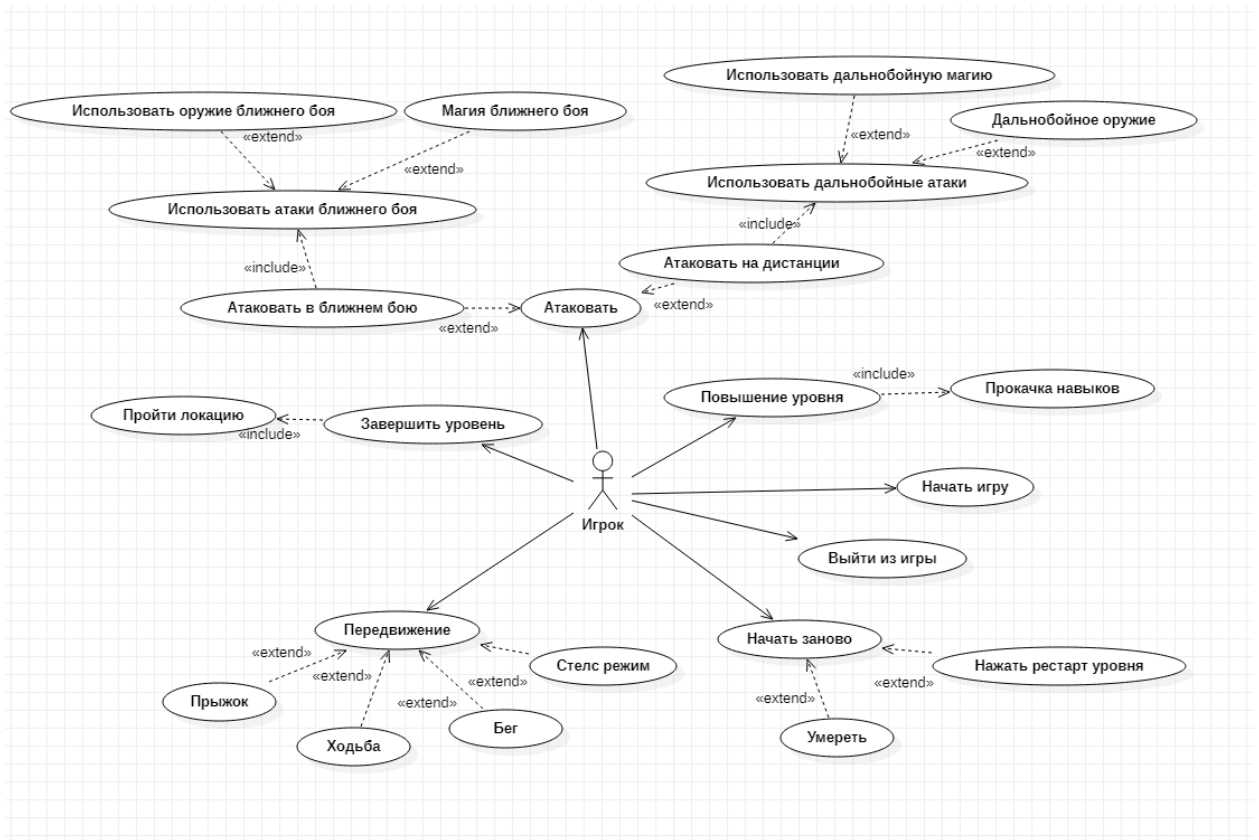 Использовать дальнобойную магию
Использовать оружие ближнего боя
Магия ближнего боя
Дальнобойное оружие
«extend»
«extend»
«extend»
«extend»
Использовать дальнобойные атаки
Использовать атаки ближнего боя
«include»
«include»
Атаковать на дистанции
Атаковать в ближнем бою
Атаковать
«extend»
«extend»
«include»
Повышение уровня
Прокачка навыков
Пройти локацию
Завершить уровень
«include»
Начать игру
Игрок
Выйти из игры
Передвижение
Начать заново
«extend»
Стелс режим
Нажать рестарт уровня
«extend»
«extend»
«extend»
«extend»
«extend»
Прыжок
Бег
Умереть
Ходьба